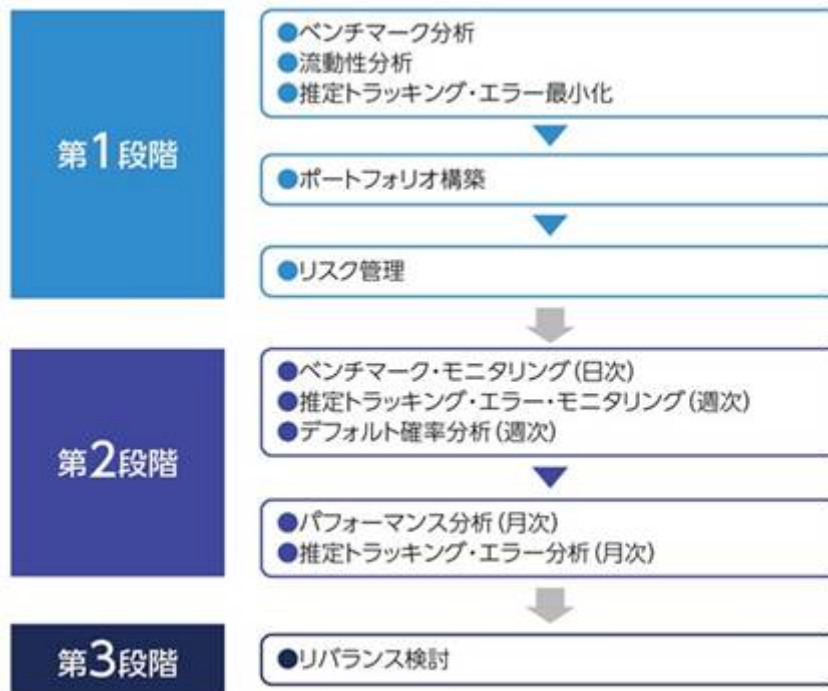 第1段階
●ベンチマーク分析
●流動性分析
●推定トラッキング・エラー最小化
●ポートフォリオ構築
●リスク管理
第2段階
●ベンチマーク・モニタリング(日次)
●推定トラッキング・エラー・モニタリング(週次)
●デフォルト確率分析(週次)
●パフォーマンス分析(月次)
●推定トラッキング・エラー分析(月次)
第3段階
●リバランス検討